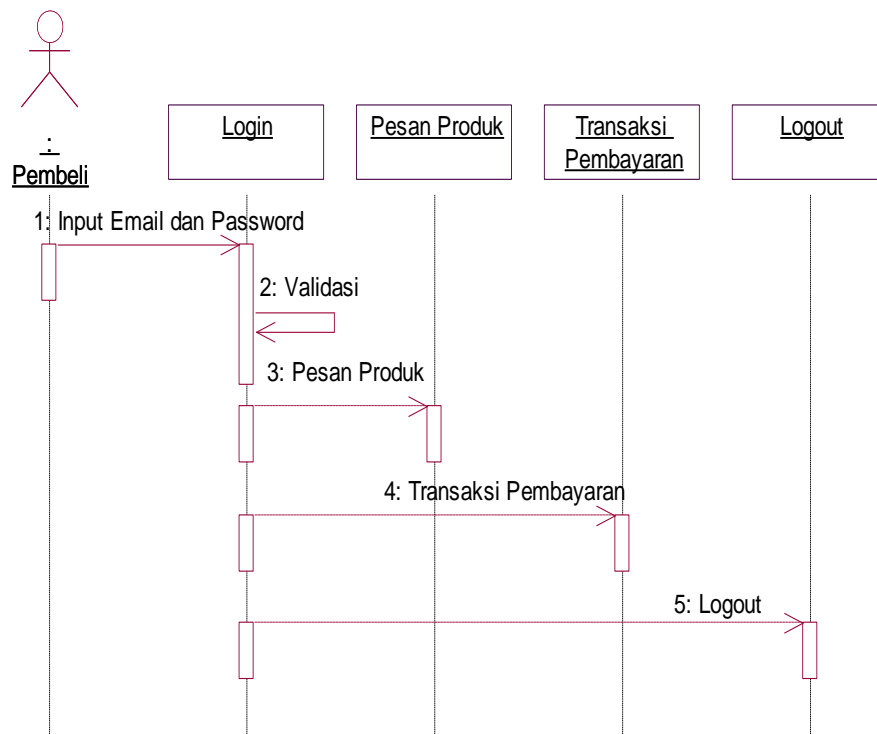 :
Pembeli
Login
Pesan Produk
Transaksi
Pembayaran
Logout
1: Input Email dan Password
2: Validasi
3: Pesan Produk
4: Transaksi Pembayaran
5: Logout